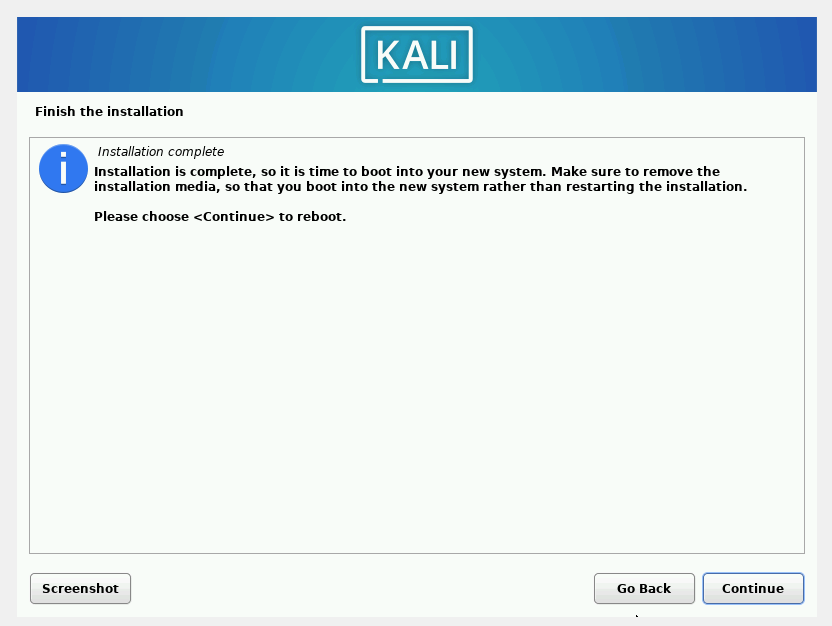 KALI
Finish the installation
Installation complete
Installation is complete, so it is time to boot into your new system. Make sure to remove the
installation media, so that you boot into the new system rather than restarting the installation.
Please choose <Continue> to reboot.
Screenshot
Go Back
Continue